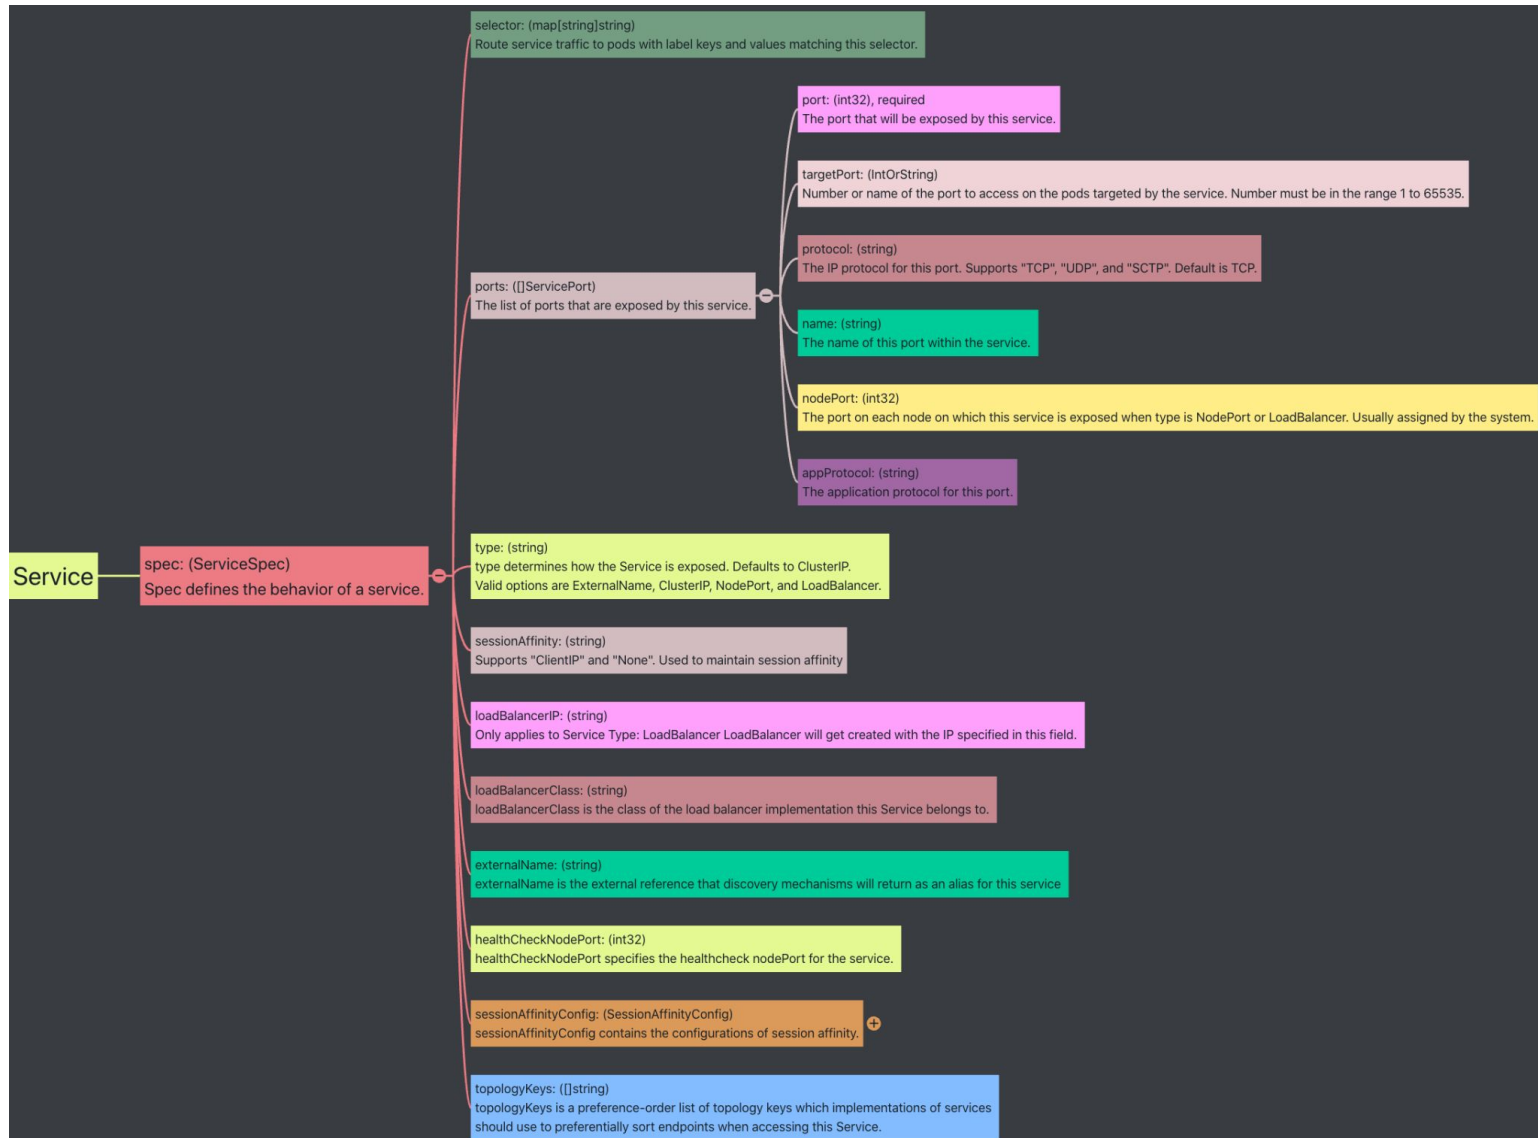 Service
spec: (ServiceSpec)
Spec defines the behavior of a service.
selector: (map[string]string)
Route service traffic to pods with label keys and values matching this selector.
ports: ([]ServicePort)
The list of ports that are exposed by this service.
port: (int32), required
The port that will be exposed by this service.
targetPort: (IntOrString)
Number or name of the port to access on the pods targeted by the service. Number must be in the range 1 to 65535.
protocol: (string)
The IP protocol for this port. Supports "TCP", "UDP", and "SCTP". Default is TCP.
name: (string)
The name of this port within the service.
nodePort: (int32)
The port on each node on which this service is exposed when type is NodePort or LoadBalancer. Usually assigned by the system.
appProtocol: (string)
The application protocol for this port.
type: (string)
type determines how the Service is exposed. Defaults to ClusterIP.
Valid options are ExternalName, ClusterIP, NodePort, and LoadBalancer.
sessionAffinity: (string)
Supports "ClientIP" and "None". Used to maintain session affinity
loadBalancerIP: (string)
Only applies to Service Type: LoadBalancer LoadBalancer will get created with the IP specified in this field.
loadBalancerClass: (string)
loadBalancerClass is the class of the load balancer implementation this Service belongs to.
externalName: (string)
externalName is the external reference that discovery mechanisms will return as an alias for this service
healthCheckNodePort: (int32)
healthCheckNodePort specifies the healthcheck nodePort for the service.
sessionAffinityConfig: (SessionAffinityConfig)
sessionAffinityConfig contains the configurations of session affinity.
topologyKeys: ([]string)
topologyKeys is a preference-order list of topology keys which implementations of services
should use to preferentially sort endpoints when accessing this Service.